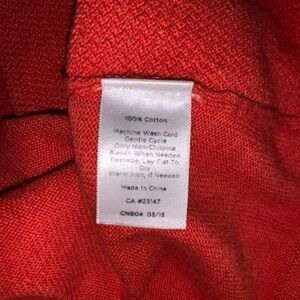 100% Cotton
Machine Wash Cold
Gentle Cycle
Only Non-Chlorine
Bleach When Needed
Reshape, Lay Flat To
Dry
Warm Iron, if Needed
Made In China
CA #23147
CN904 03/15